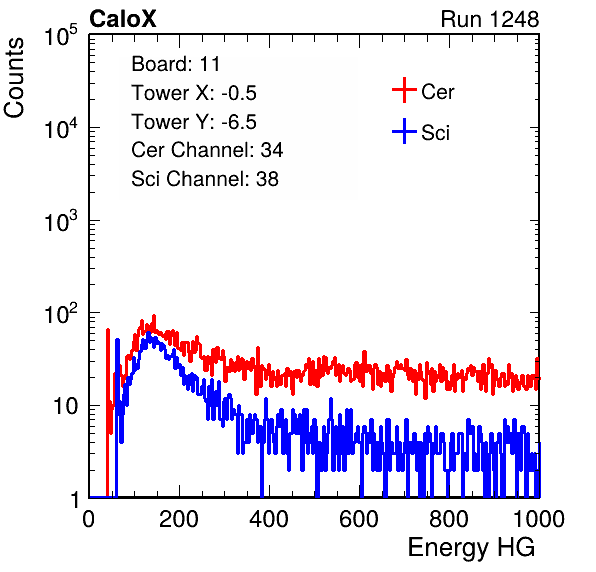 CaloX Run 1248
Counts
10^5
10^4
10^3
10^2
10
1
Board: 11
Tower X: -0.5
Tower Y: -6.5
Cer Channel: 34
Sci Channel: 38
Cer
Sci
0 200 400 600 800 1000
Energy HG